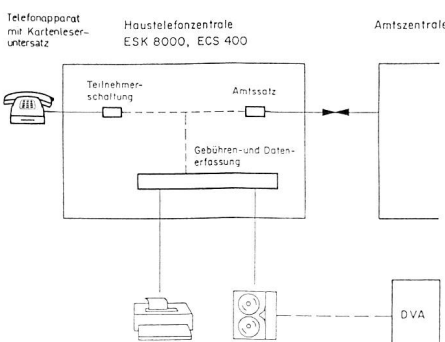 Telefonapparat
mit Kartenleser-
untersatz
Haustelefonzentrale
ESK 8000, ECS 400
Amtszentrale
Teilnehmer-
schaltung
Amtssatz
Gebühren-und Daten-
erfassung
DVA